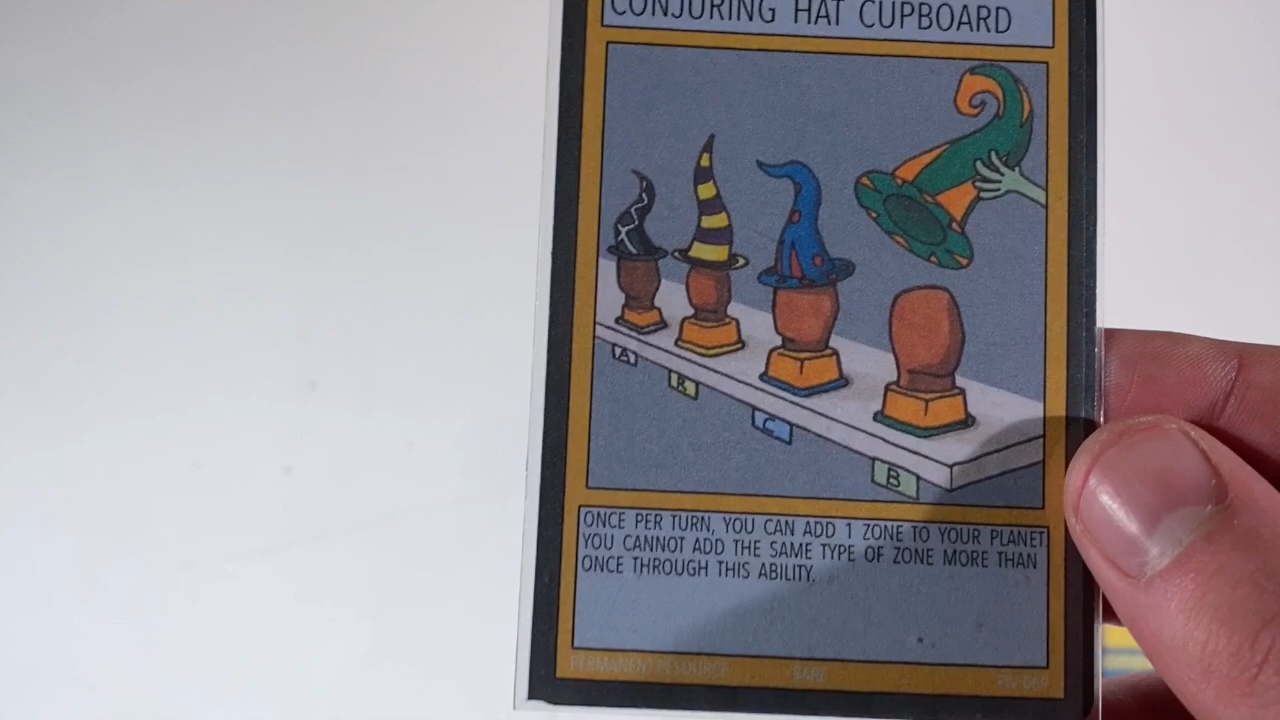 CONJURING HAT CUPBOARD
A
B
C
B
ONCE PER TURN, YOU CAN ADD 1 ZONE TO YOUR PLANET.
YOU CANNOT ADD THE SAME TYPE OF ZONE MORE THAN
ONCE THROUGH THIS ABILITY.
PERMANENT RESOURCE RARE